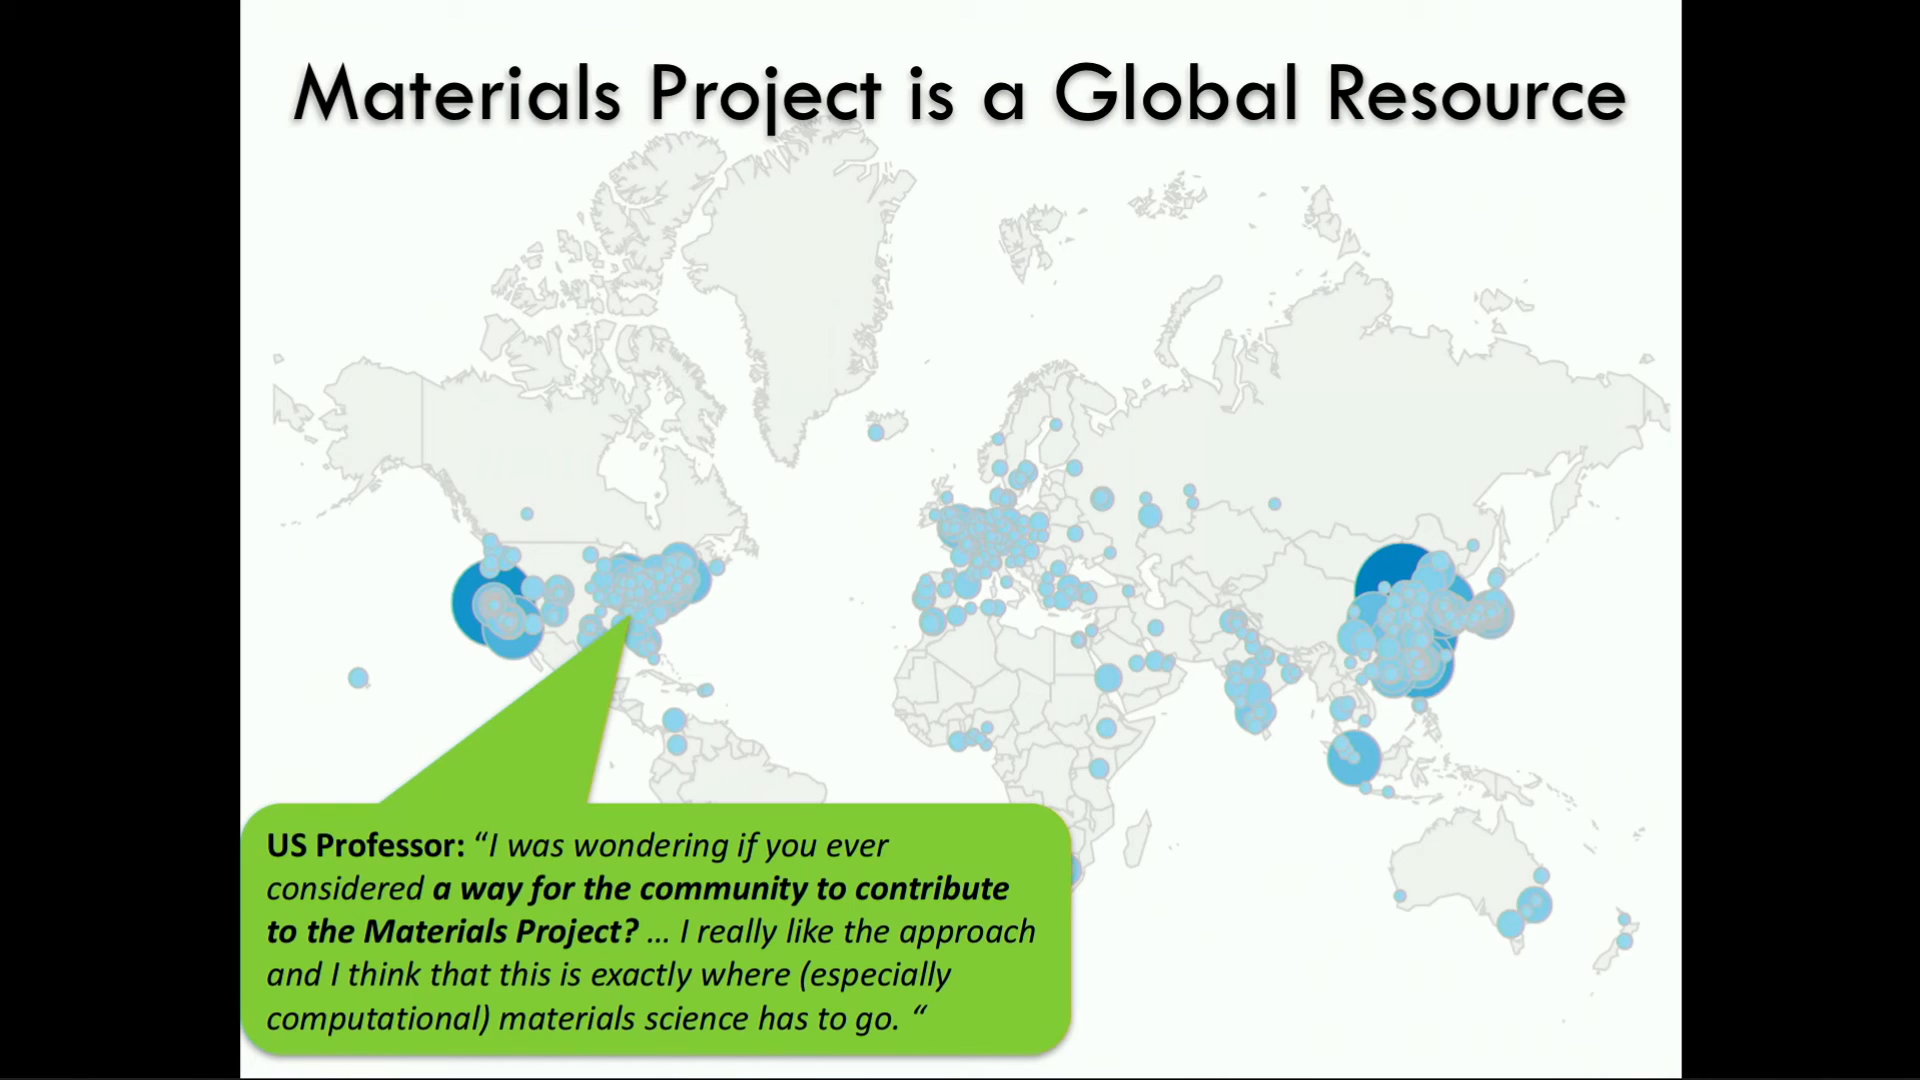 Materials Project is a Global Resource
US Professor: “I was wondering if you ever
considered a way for the community to contribute
to the Materials Project? ... I really like the approach
and I think that this is exactly where (especially
computational) materials science has to go. “